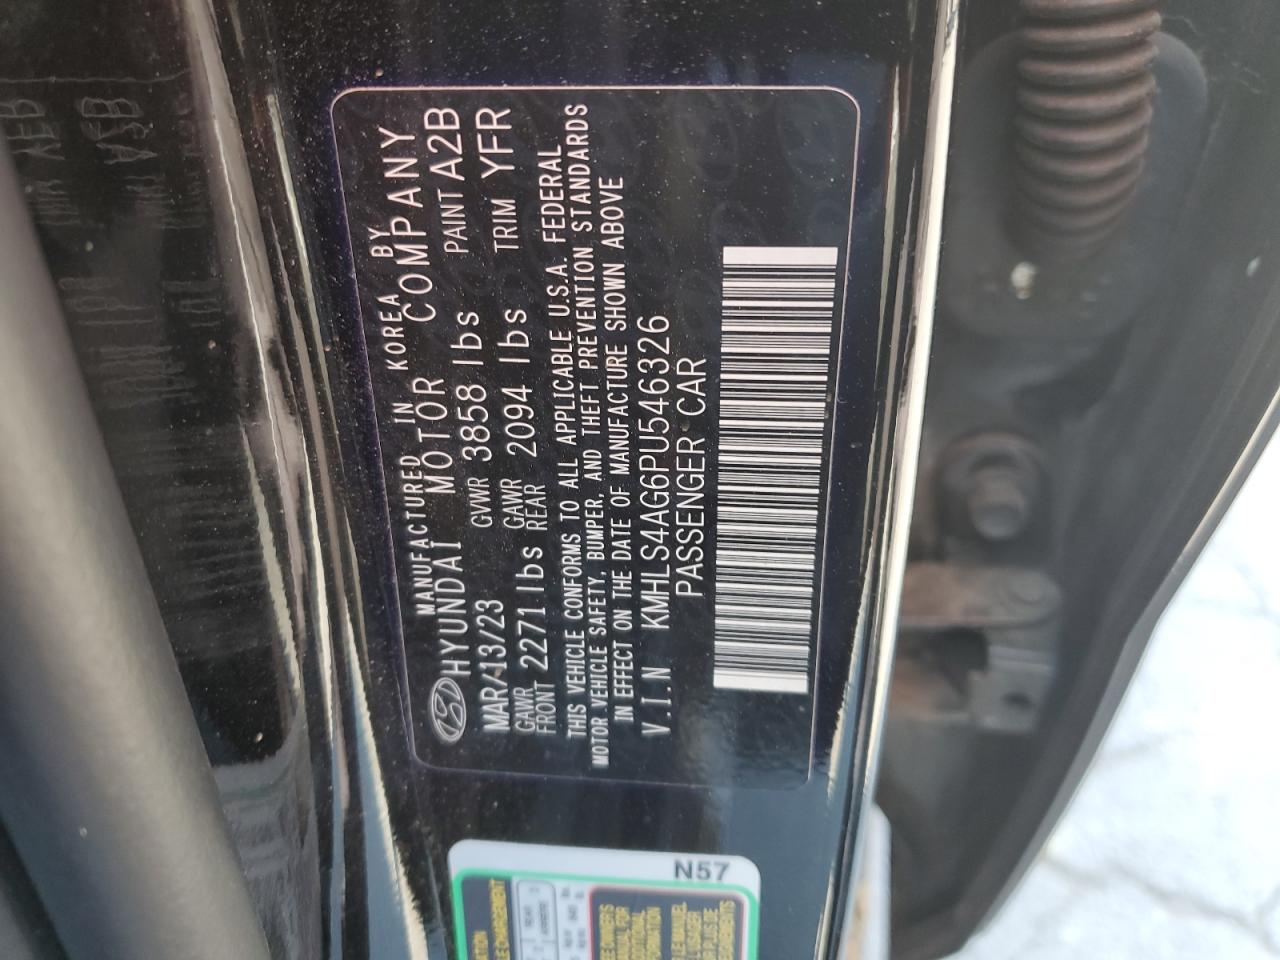 MANUFACTURED IN KOREA BY
HYUNDAI MOTOR COMPANY
MAR/13/23 GVWR 3858 lbs PAINT A2B
GAWR FRONT 2271 lbs GAWR REAR 2094 lbs TRIM YFR
THIS VEHICLE CONFORMS TO ALL APPLICABLE U.S.A. FEDERAL
MOTOR VEHICLE SAFETY, BUMPER, AND THEFT PREVENTION STANDARDS
IN EFFECT ON THE DATE OF MANUFACTURE SHOWN ABOVE
V.I.N KMHLS4AG6PU546326
PASSENGER CAR
N57